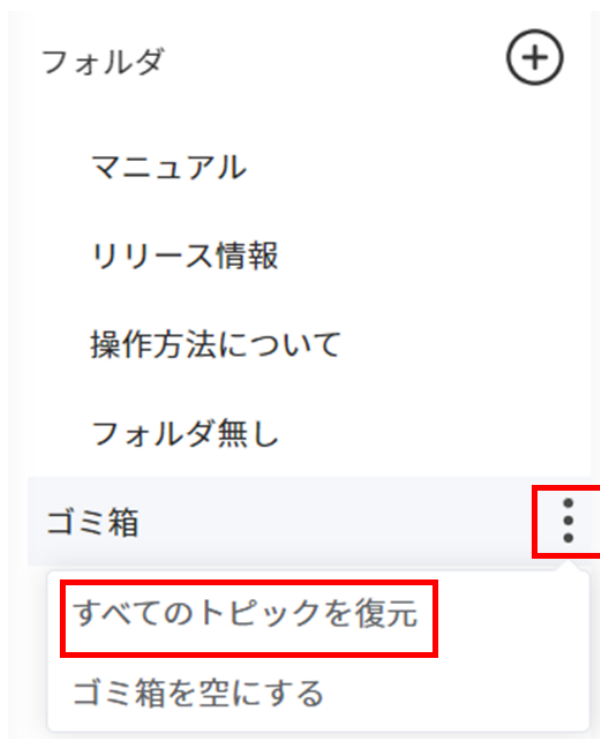 フォルダ
マニュアル
リリース情報
操作方法について
フォルダ無し
ゴミ箱
すべてのトピックを復元
ゴミ箱を空にする